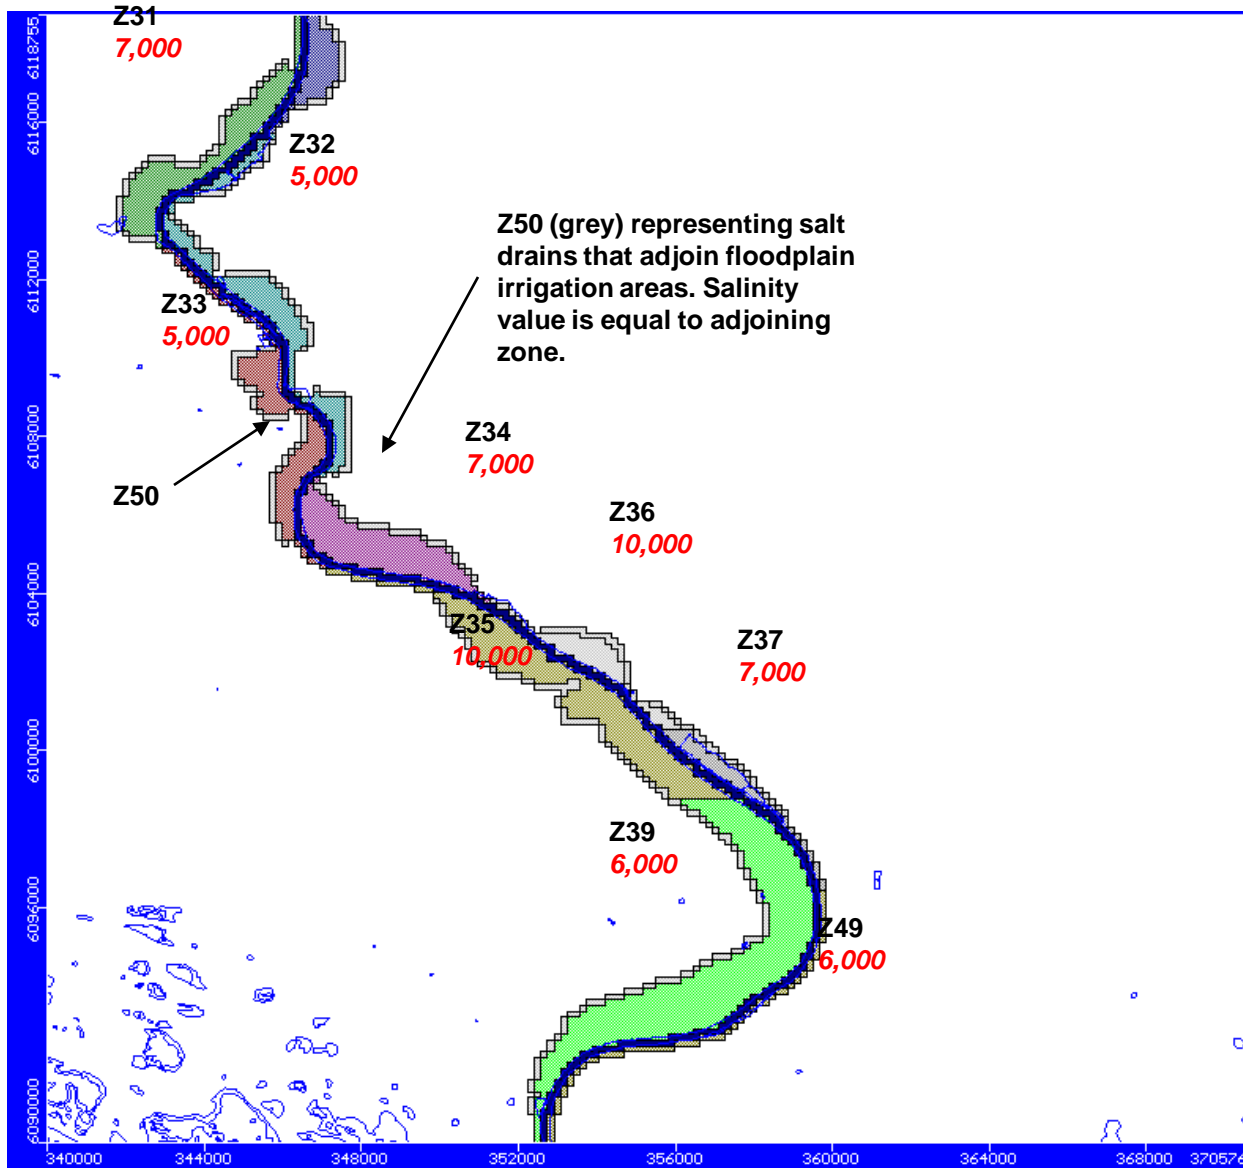 Z31
7,000
Z32
5,000
Z50 (grey) representing salt
drains that adjoin floodplain
irrigation areas. Salinity
value is equal to adjoining
zone.
Z33
5,000
Z34
7,000
Z50
Z36
10,000
Z35
10,000
Z37
7,000
Z39
6,000
Z49
6,000
6118755
6116000
6112000
6108000
6104000
6100000
6096000
6090000
340000
344000
348000
352000
356000
360000
364000
368000
370576